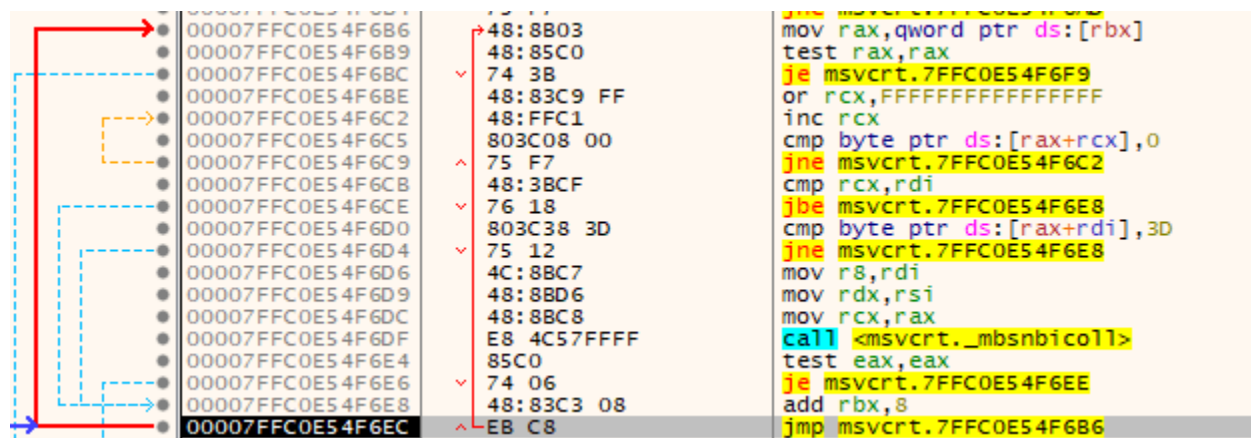 00007FFC0E54F6B6 48:8B03 mov rax,qword ptr ds:[rbx]
00007FFC0E54F6B9 48:85C0 test rax,rax
00007FFC0E54F6BC 74 3B je msvcrt.7FFC0E54F6F9
00007FFC0E54F6BE 48:83C9 FF or rcx,FFFFFFFFFFFFFFFF
00007FFC0E54F6C2 48:FFC1 inc rcx
00007FFC0E54F6C5 803C08 00 cmp byte ptr ds:[rax+rcx],0
00007FFC0E54F6C9 75 F7 jne msvcrt.7FFC0E54F6C2
00007FFC0E54F6CB 48:3BCF cmp rcx,rdi
00007FFC0E54F6CE 76 18 jbe msvcrt.7FFC0E54F6E8
00007FFC0E54F6D0 803C38 3D cmp byte ptr ds:[rax+rdi],3D
00007FFC0E54F6D4 75 12 jne msvcrt.7FFC0E54F6E8
00007FFC0E54F6D6 4C:8BC7 mov r8,rdi
00007FFC0E54F6D9 48:8BD6 mov rdx,rsi
00007FFC0E54F6DC 48:8BC8 mov rcx,rax
00007FFC0E54F6DF E8 4C57FFFF call <msvcrt._mbsnbicoll>
00007FFC0E54F6E4 85C0 test eax,eax
00007FFC0E54F6E6 74 06 je msvcrt.7FFC0E54F6EE
00007FFC0E54F6E8 48:83C3 08 add rbx,8
00007FFC0E54F6EC EB C8 jmp msvcrt.7FFC0E54F6B6